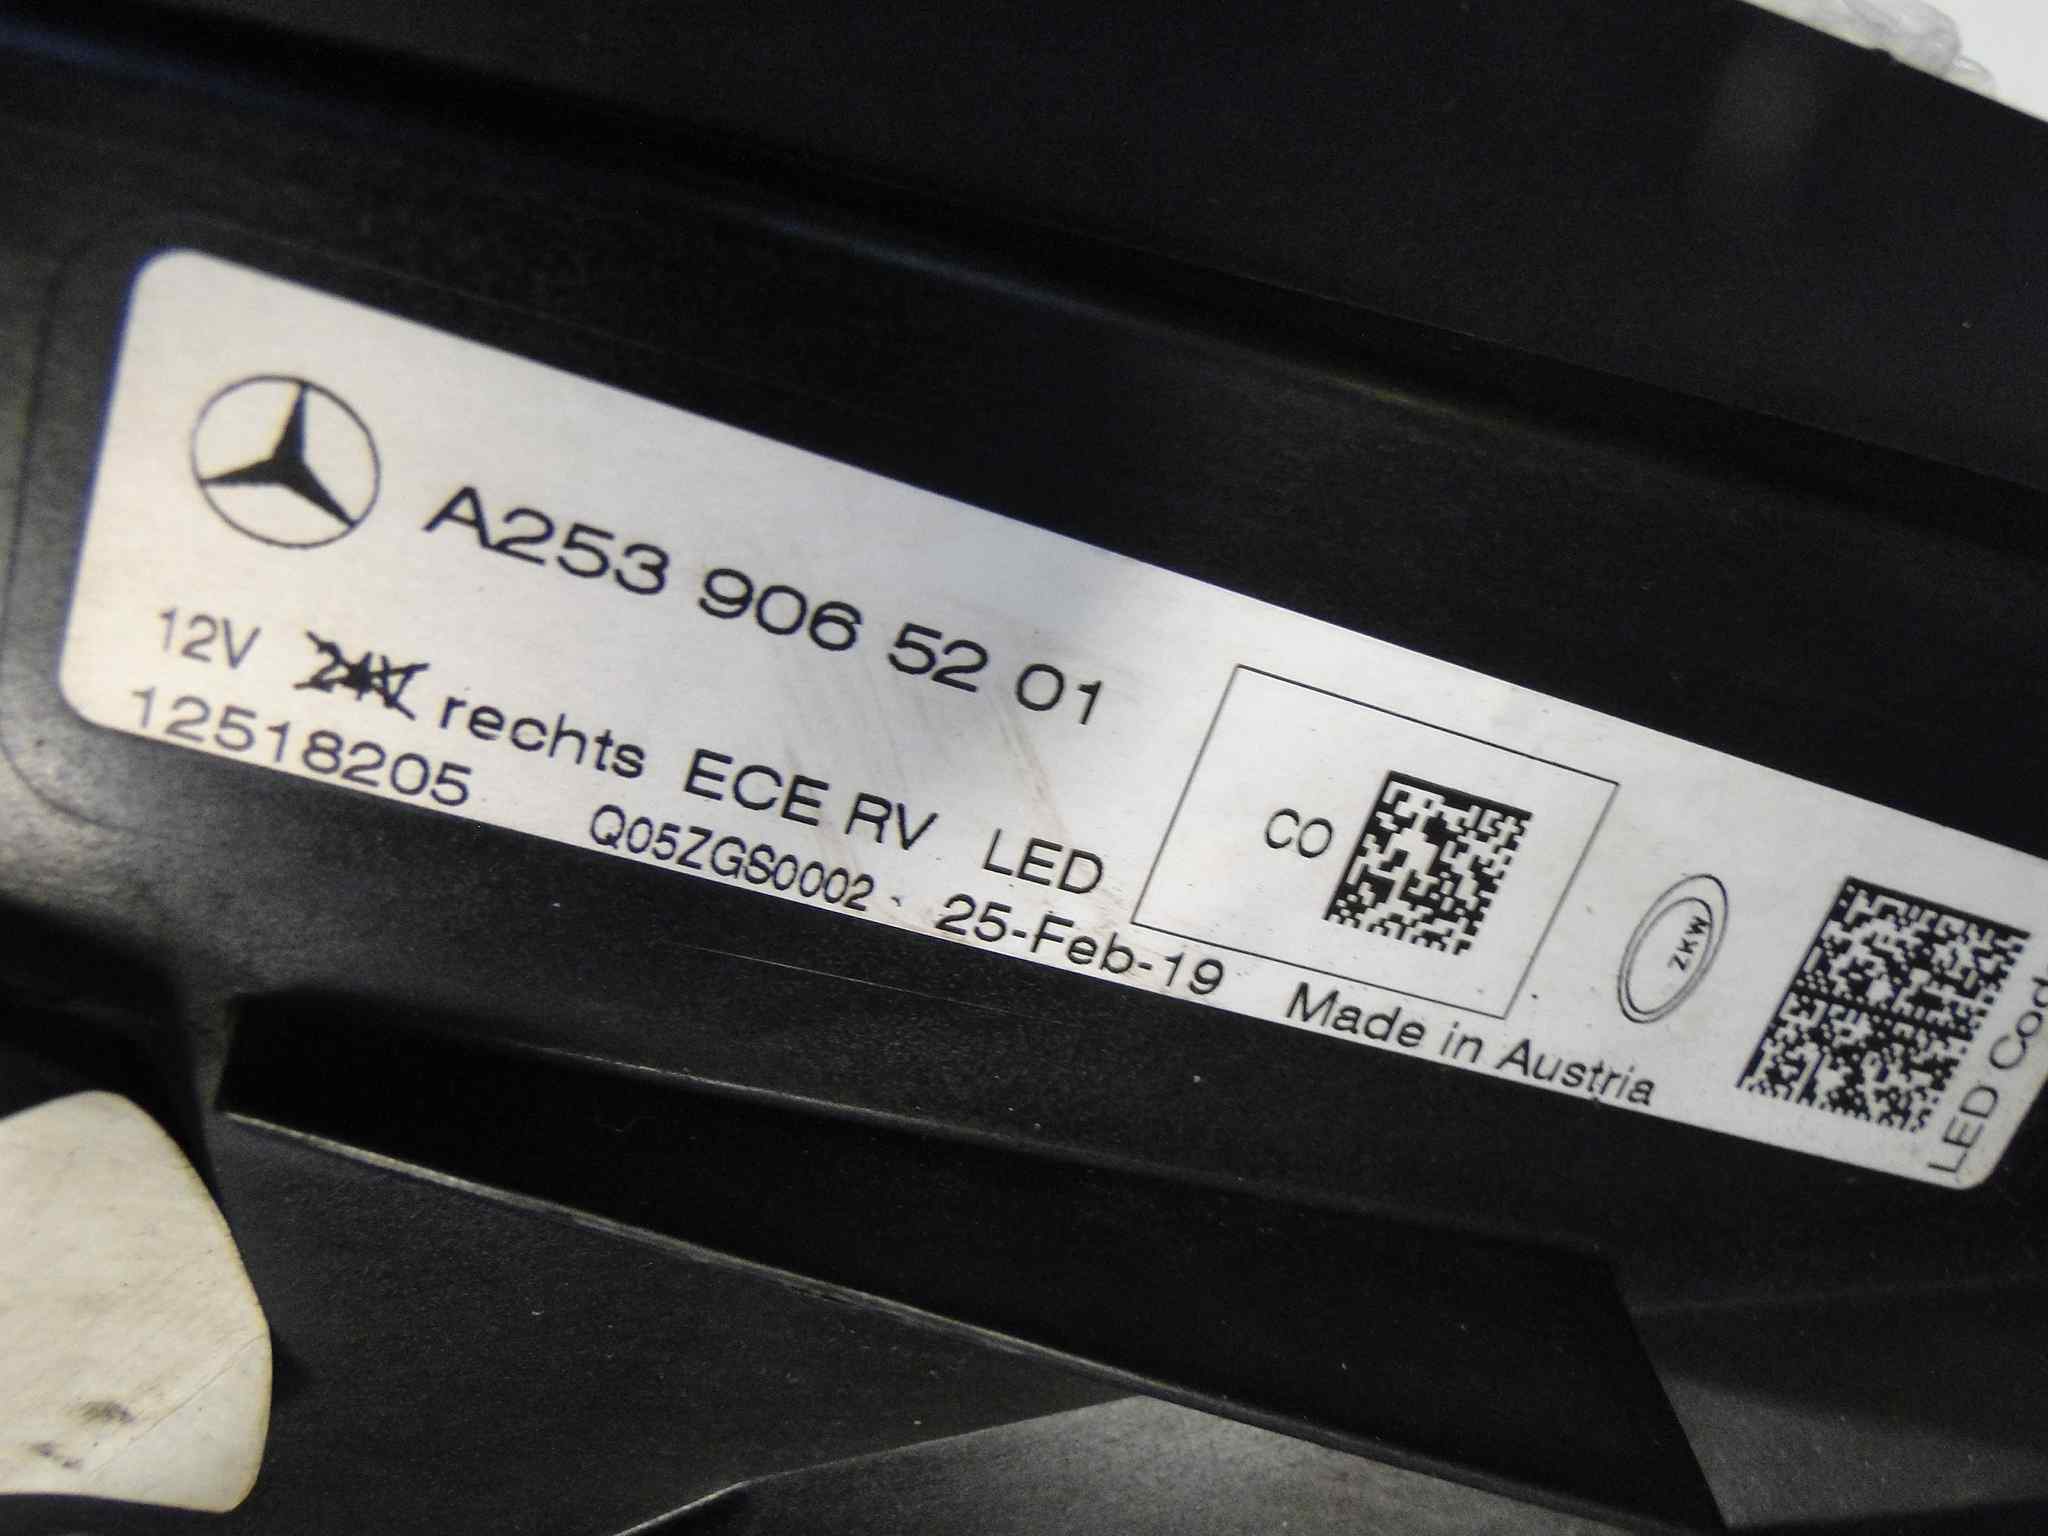 A253 906 52 01
12V 24V rechts ECE RV LED
12518205 Q05ZGS0002 25-Feb-19 Made in Austria
CO
ZKW
LED